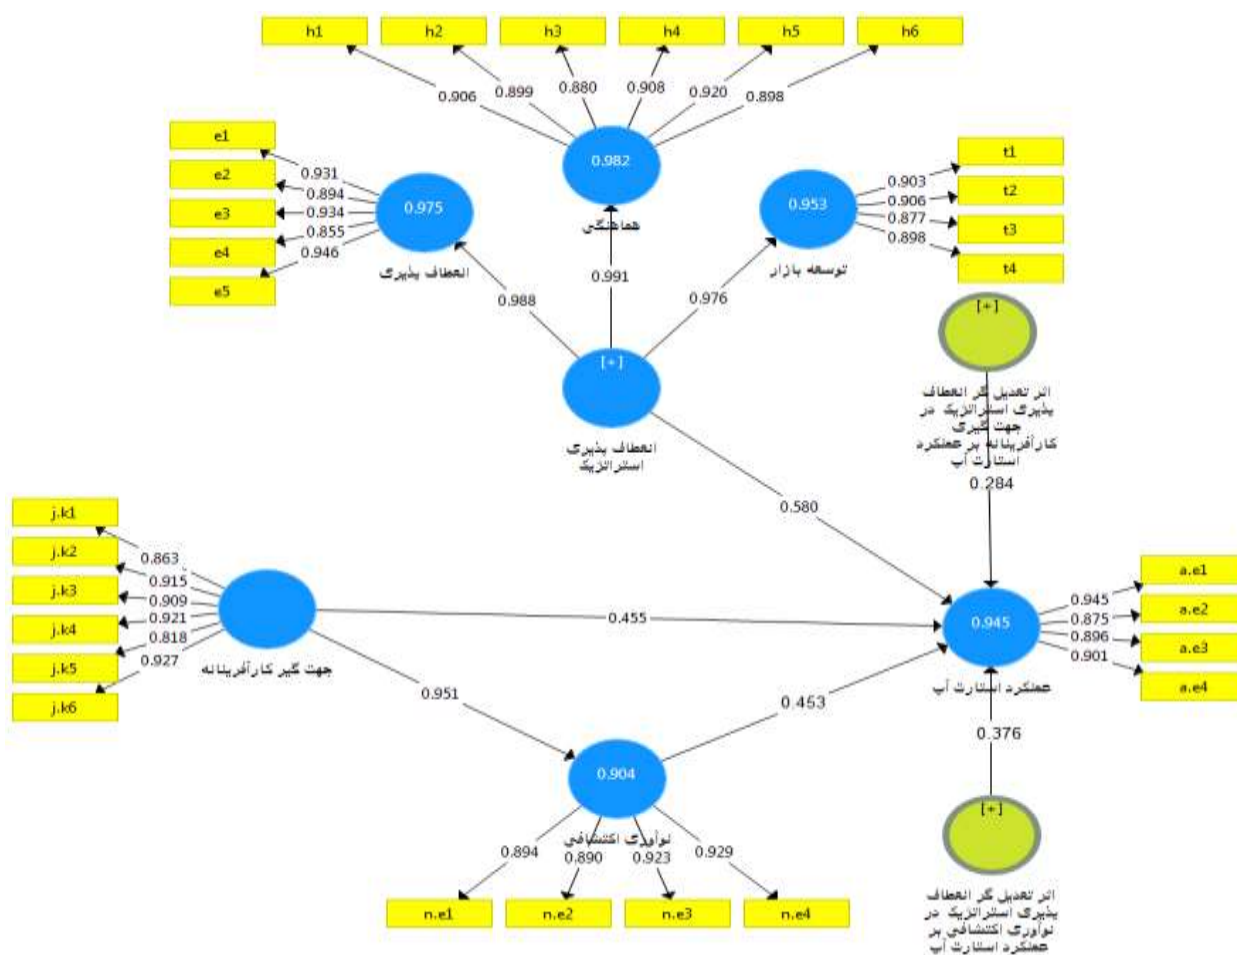 h1
h2
h3
h4
h5
h6
0.906
0.899
0.880
0.908
0.920
0.898
e1
e2
e3
e4
e5
0.931
0.894
0.934
0.855
0.946
0.975
انعطاف پذیری
0.982
هماهنگی
0.953
توسعه بازار
0.903
0.906
0.877
0.898
t1
t2
t3
t4
0.988
0.991
0.976
[+]
انعطاف پذیری
استراتژیک
[+]
اثر تعدیل گر انعطاف
پذیری استراتژیک در
جهت گیری
کارآفرینانه بر عملکرد
استارت آپ
0.284
0.580
j.k1
j.k2
j.k3
j.k4
j.k5
j.k6
0.863
0.915
0.909
0.921
0.818
0.927
جهت گیر کارآفرینانه
0.455
0.951
0.453
0.945
عملکرد استارت آپ
0.945
0.875
0.896
0.901
a.e1
a.e2
a.e3
a.e4
0.376
0.904
نوآوری اکتشافی
0.894
0.890
0.923
0.929
n.e1
n.e2
n.e3
n.e4
[+]
اثر تعدیل گر انعطاف
پذیری استراتژیک در
نوآوری اکتشافی بر
عملکرد استارت آپ